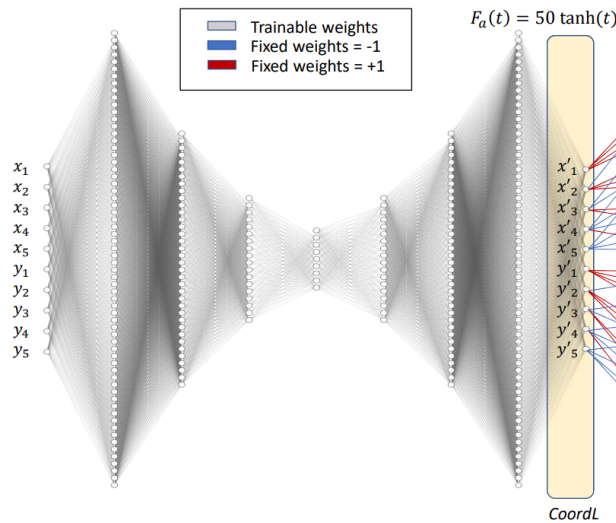 Trainable weights
Fixed weights = -1
Fixed weights = +1
F_a(t) = 50 tanh(t)
x_1
x_2
x_3
x_4
x_5
y_1
y_2
y_3
y_4
y_5
x'_1
x'_2
x'_3
x'_4
x'_5
y'_1
y'_2
y'_3
y'_4
y'_5
CoordL